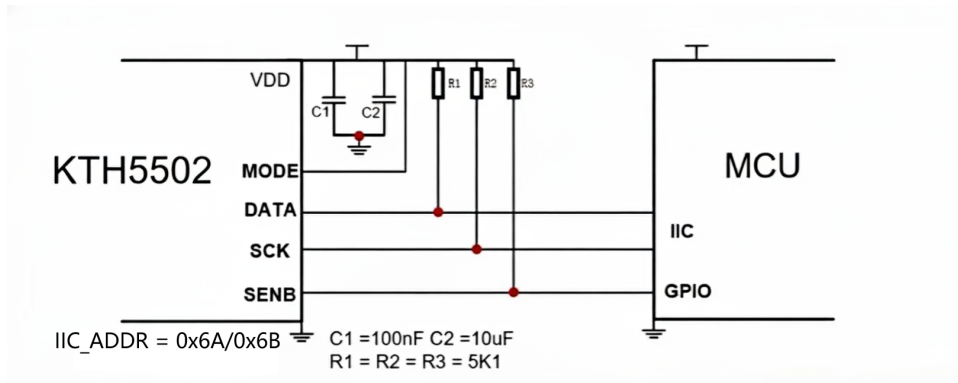 VDD
C1
C2
R1
R2
R3
KTH5502
MODE
DATA
SCK
SENB
MCU
IIC
GPIO
IIC_ADDR = 0x6A/0x6B
C1 =100nF C2 =10uF
R1 = R2 = R3 = 5K1